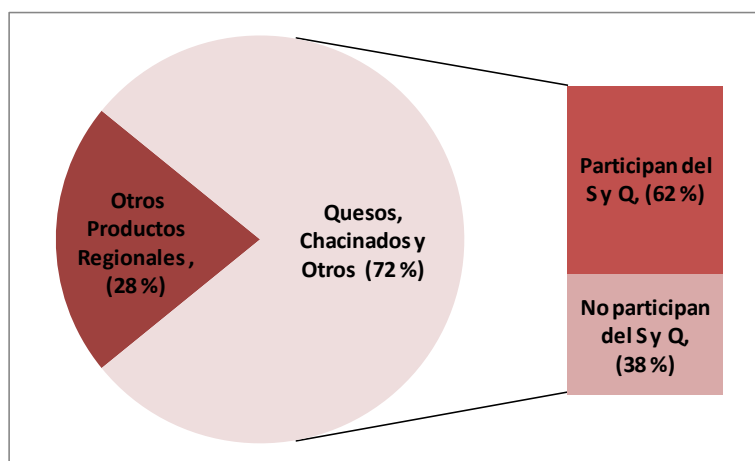 Otros
Productos
Regionales ,
(28 %)
Quesos,
Chacinados y
Otros (72 %)
Participan del
S y Q, (62 %)
No participan
del S y Q,
(38 %)